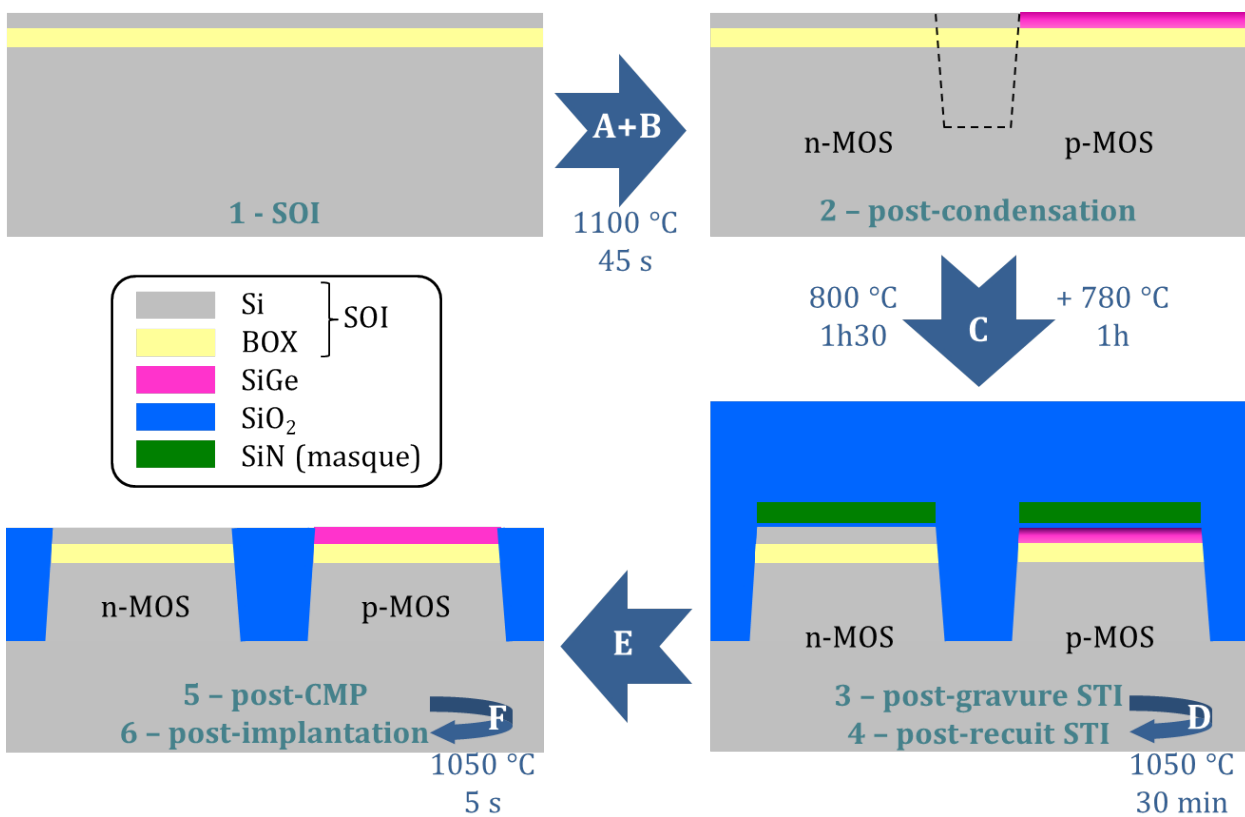 A+B
1100 °C
45 s
1 - SOI
n-MOS
p-MOS
2 – post-condensation
Si
BOX
SOI
SiGe
SiO₂
SiN (masque)
800 °C
1h30
C
+ 780 °C
1h
n-MOS
p-MOS
3 – post-gravure STI
4 – post-recuit STI
D
1050 °C
30 min
E
n-MOS
p-MOS
5 – post-CMP
6 – post-implantation
F
1050 °C
5 s